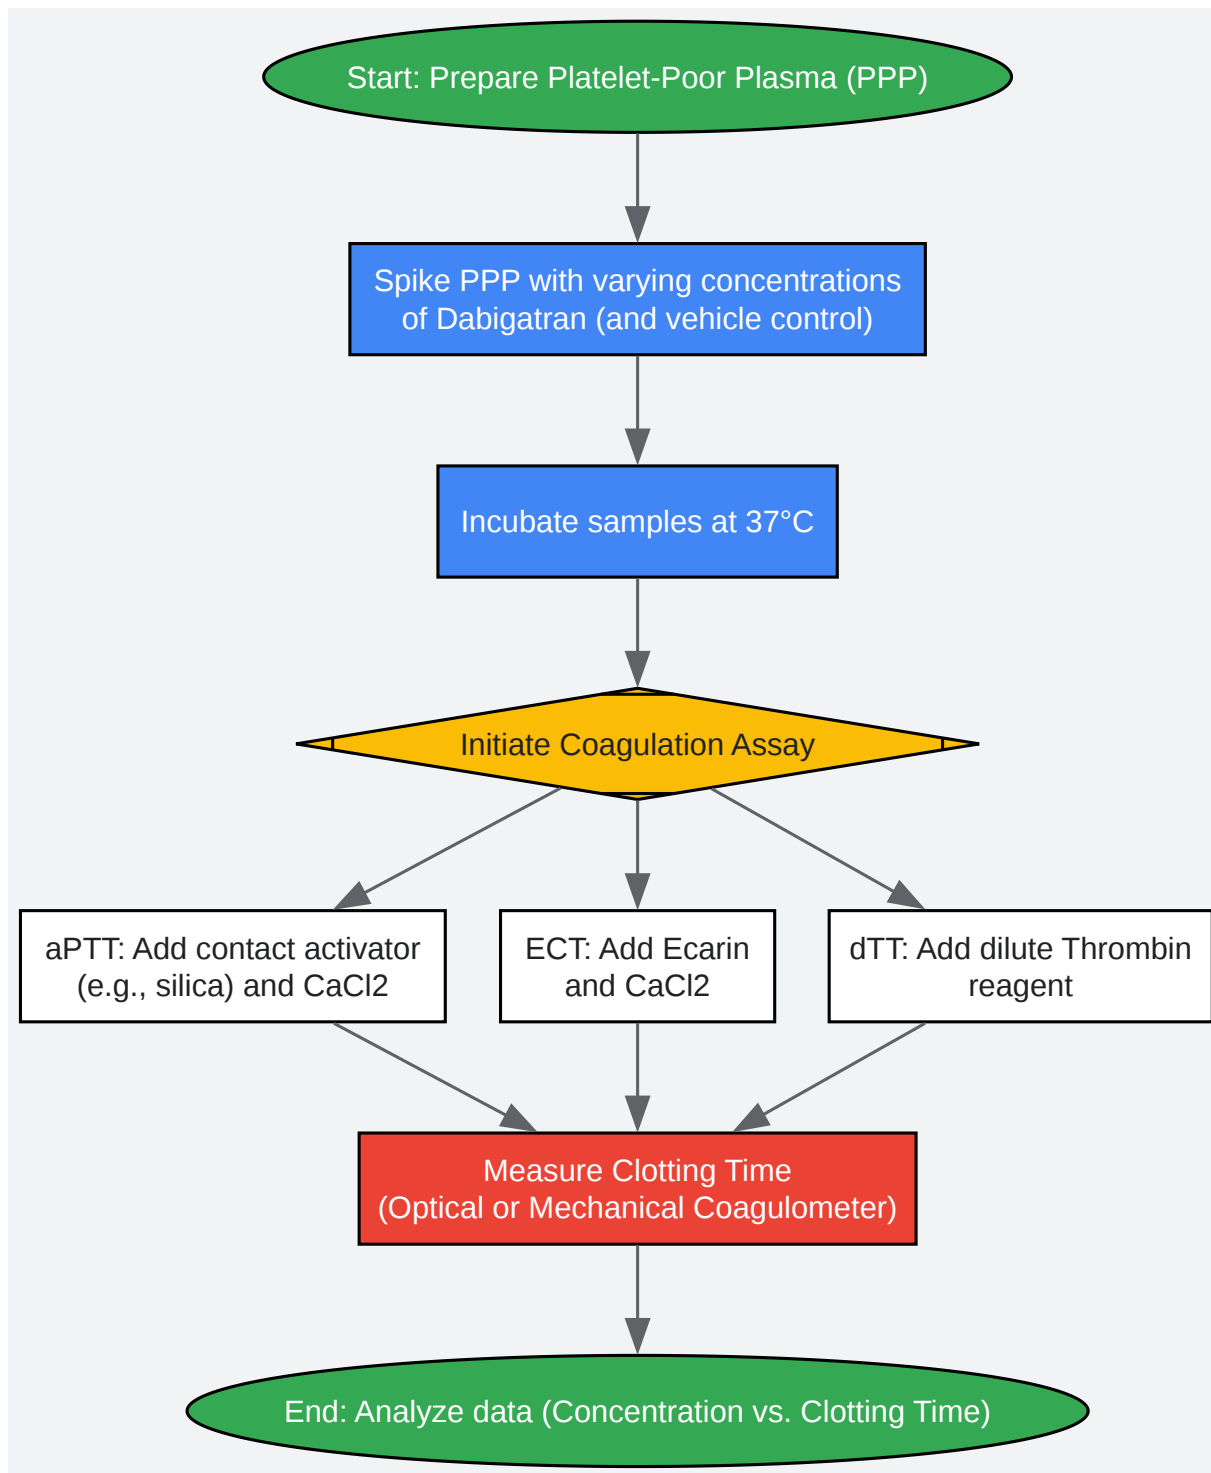 Start: Prepare Platelet-Poor Plasma (PPP)
Spike PPP with varying concentrations
of Dabigatran (and vehicle control)
Incubate samples at 37°C
Initiate Coagulation Assay
aPTT: Add contact activator
(e.g., silica) and CaCl2
ECT: Add Ecarin
and CaCl2
dTT: Add dilute Thrombin
reagent
Measure Clotting Time
(Optical or Mechanical Coagulometer)
End: Analyze data (Concentration vs. Clotting Time)